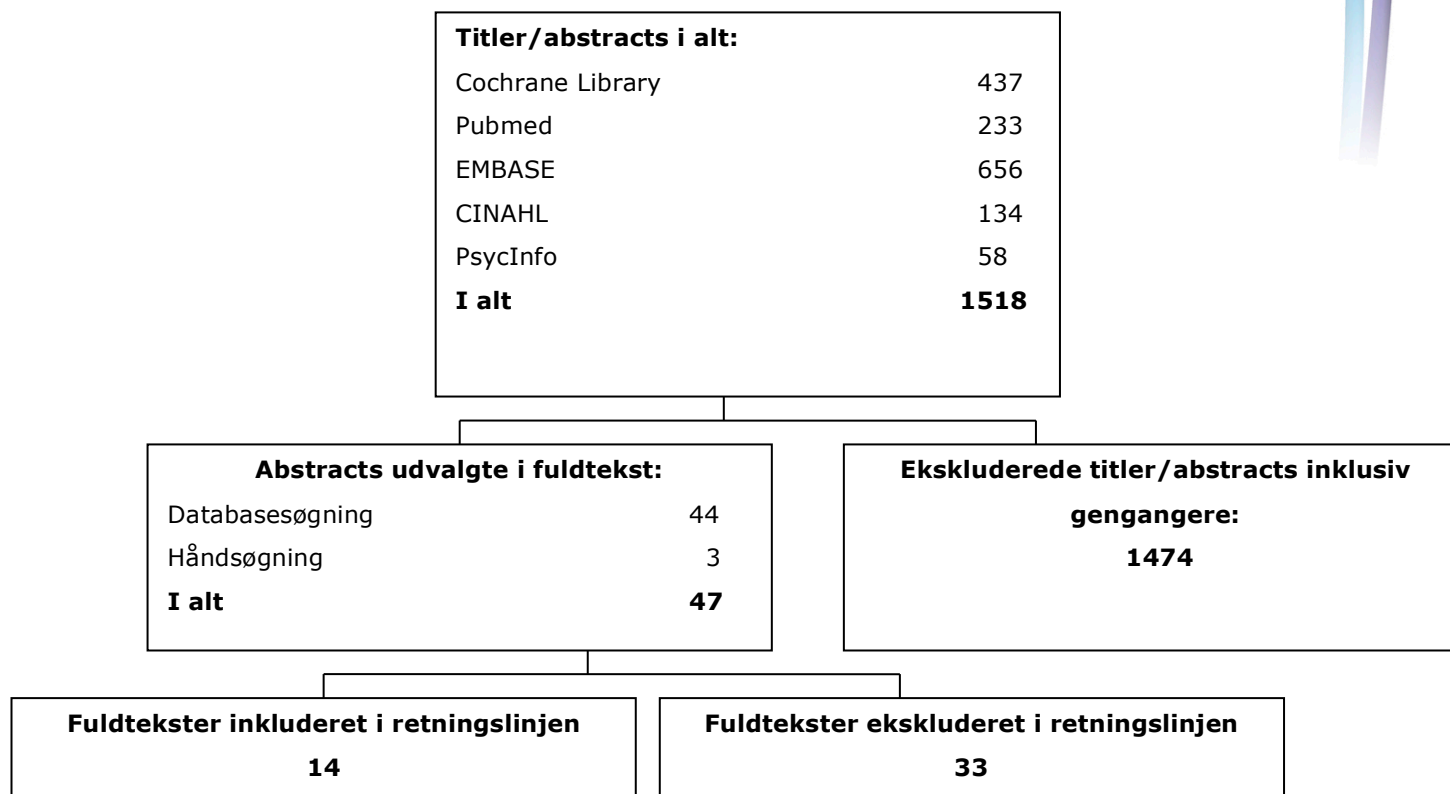 Titler/abstracts i alt:
Cochrane Library 437
Pubmed 233
EMBASE 656
CINAHL 134
PsycInfo 58
I alt 1518
Abstracts udvalgte i fuldtekst:
Databasesøgning 44
Håndsøgning 3
I alt 47
Ekskluderede titler/abstracts inklusiv
gengangere:
1474
Fuldtekster inkluderet i retningslinjen
14
Fuldtekster ekskluderet i retningslinjen
33